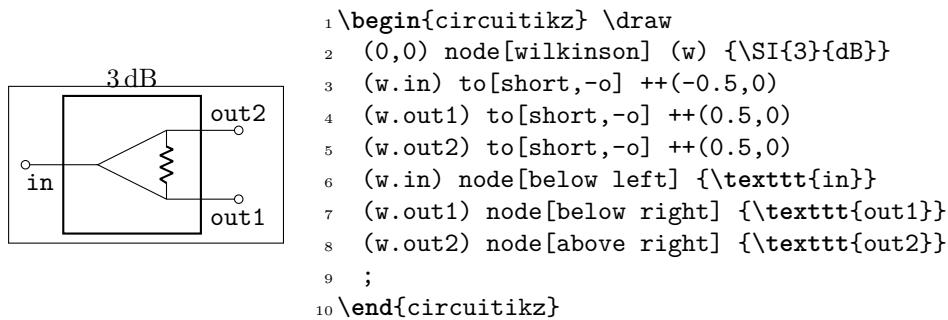 3 dB
out2
in
out1
1 \begin{circuitikz} \draw
2 (0,0) node[wilkinson] (w) {\SI{3}{dB}}
3 (w.in) to[short,-o] ++(-0.5,0)
4 (w.out1) to[short,-o] ++(0.5,0)
5 (w.out2) to[short,-o] ++(0.5,0)
6 (w.in) node[below left] {\texttt{in}}
7 (w.out1) node[below right] {\texttt{out1}}
8 (w.out2) node[above right] {\texttt{out2}}
9 ;
10 \end{circuitikz}